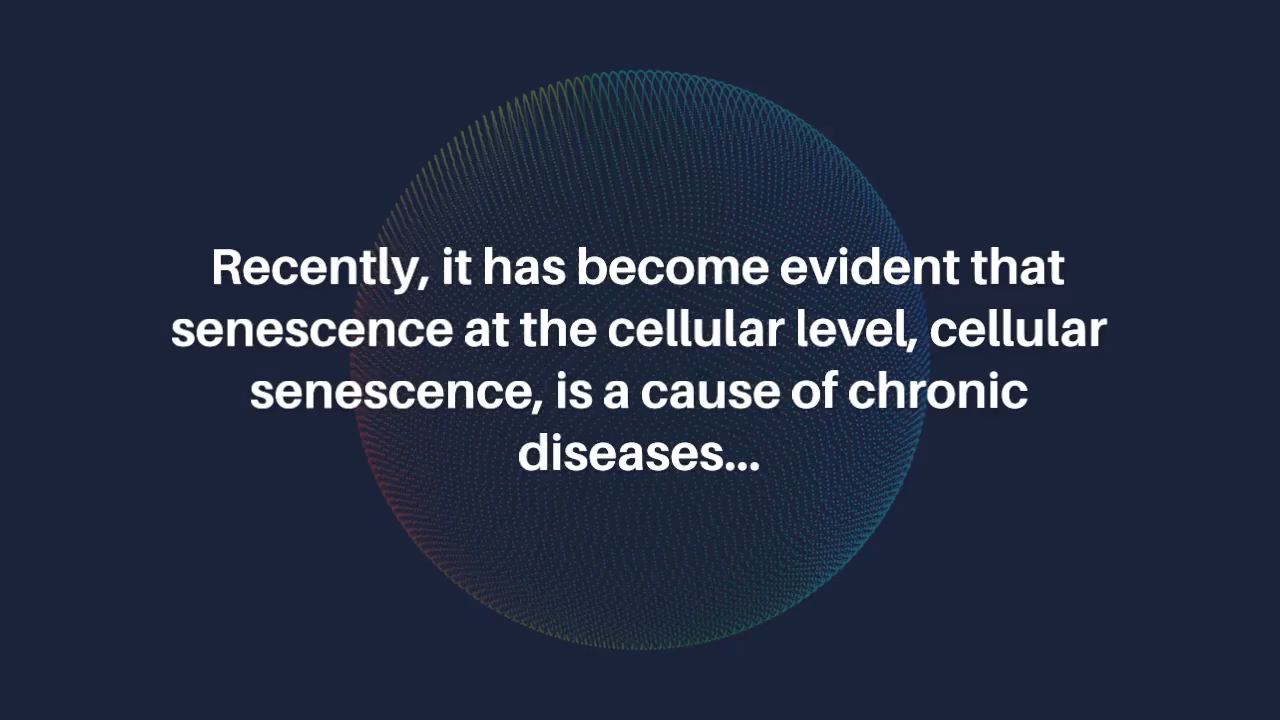 Recently, it has become evident that
senescence at the cellular level, cellular
senescence, is a cause of chronic
diseases...